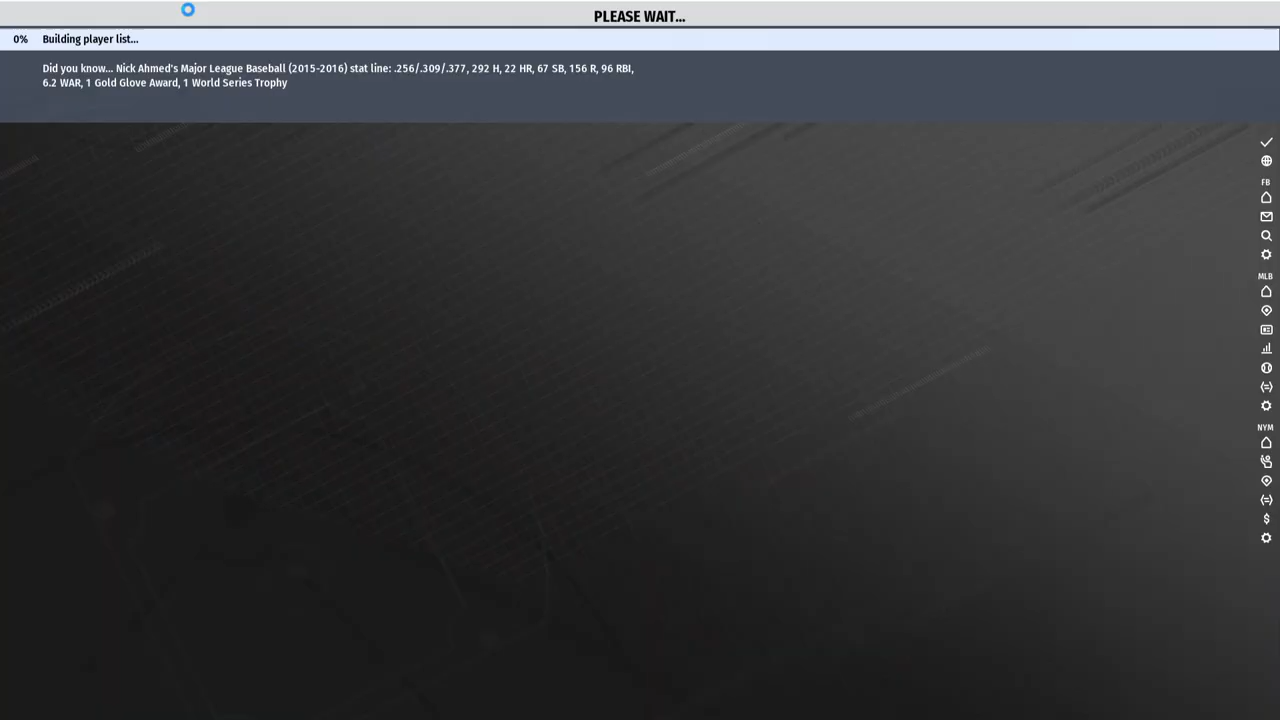 PLEASE WAIT...
0% Building player list...
Did you know... Nick Ahmed's Major League Baseball (2015-2016) stat line: .256/.309/.377, 292 H, 22 HR, 67 SB, 156 R, 96 RBI,
6.2 WAR, 1 Gold Glove Award, 1 World Series Trophy
FB
MLB
NYM
$